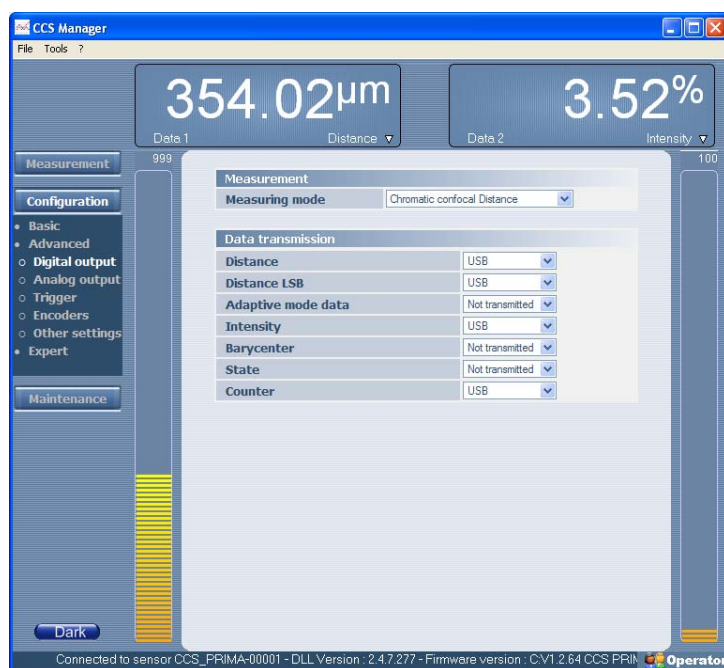 CCS Manager
File Tools ?
354.02µm
Data 1 Distance
3.52%
Data 2 Intensity
Measurement
999
100
Configuration
Basic
Advanced
Digital output
Analog output
Trigger
Encoders
Other settings
Expert
Maintenance
Dark
Measurement
Measuring mode Chromatic confocal Distance
Data transmission
Distance USB
Distance LSB USB
Adaptive mode data Not transmitted
Intensity USB
Barycenter Not transmitted
State Not transmitted
Counter USB
Connected to sensor CCS_PRIMA-00001 - DLL Version : 2.4.7.277 - Firmware version : C:V1.2.64 CCS PRIM Operator